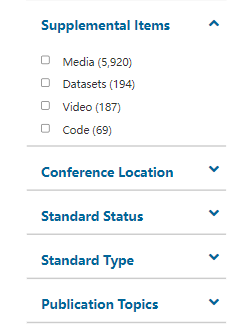 Supplemental Items
Media (5,920)
Datasets (194)
Video (187)
Code (69)
Conference Location
Standard Status
Standard Type
Publication Topics